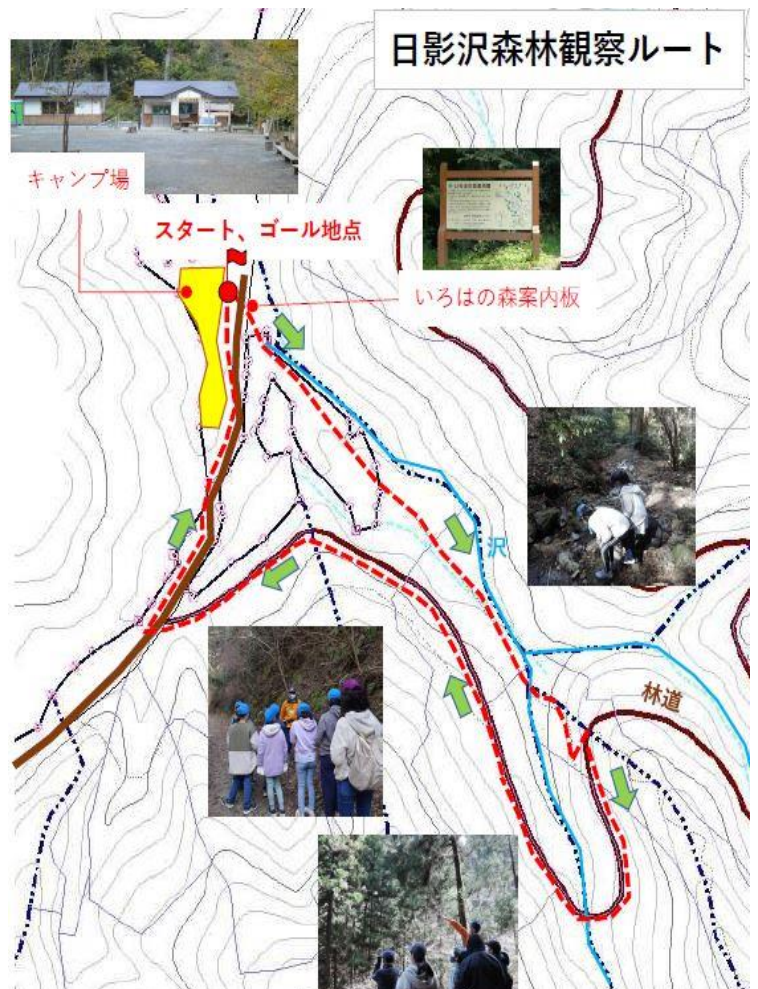 日影沢森林観察ルート
キャンプ場
スタート、ゴール地点
いろはの森案内板
沢
林道